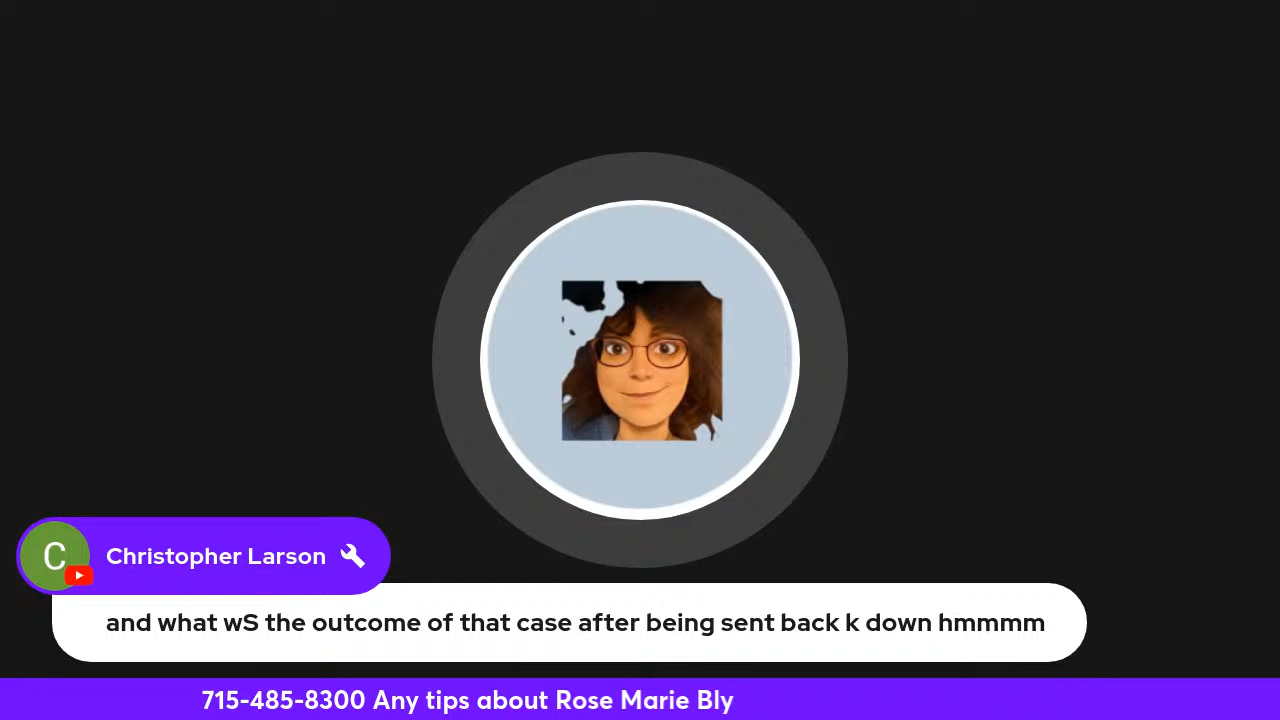 C
Christopher Larson
and what wS the outcome of that case after being sent back k down hmmmm
715-485-8300 Any tips about Rose Marie Bly